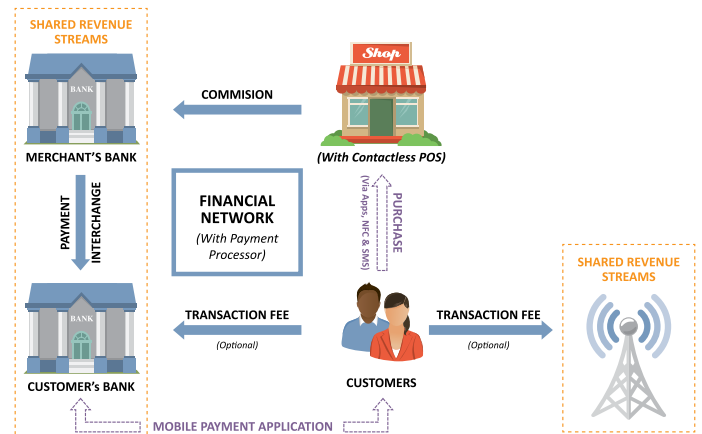 SHARED REVENUE
STREAMS
BANK
MERCHANT'S BANK
COMMISION
Shop
(With Contactless POS)
PAYMENT
INTERCHANGE
FINANCIAL
NETWORK
(With Payment
Processor)
(Via Apps, NFC & SMS)
PURCHASE
SHARED REVENUE
STREAMS
BANK
CUSTOMER's BANK
TRANSACTION FEE
(Optional)
CUSTOMERS
TRANSACTION FEE
(Optional)
MOBILE PAYMENT APPLICATION